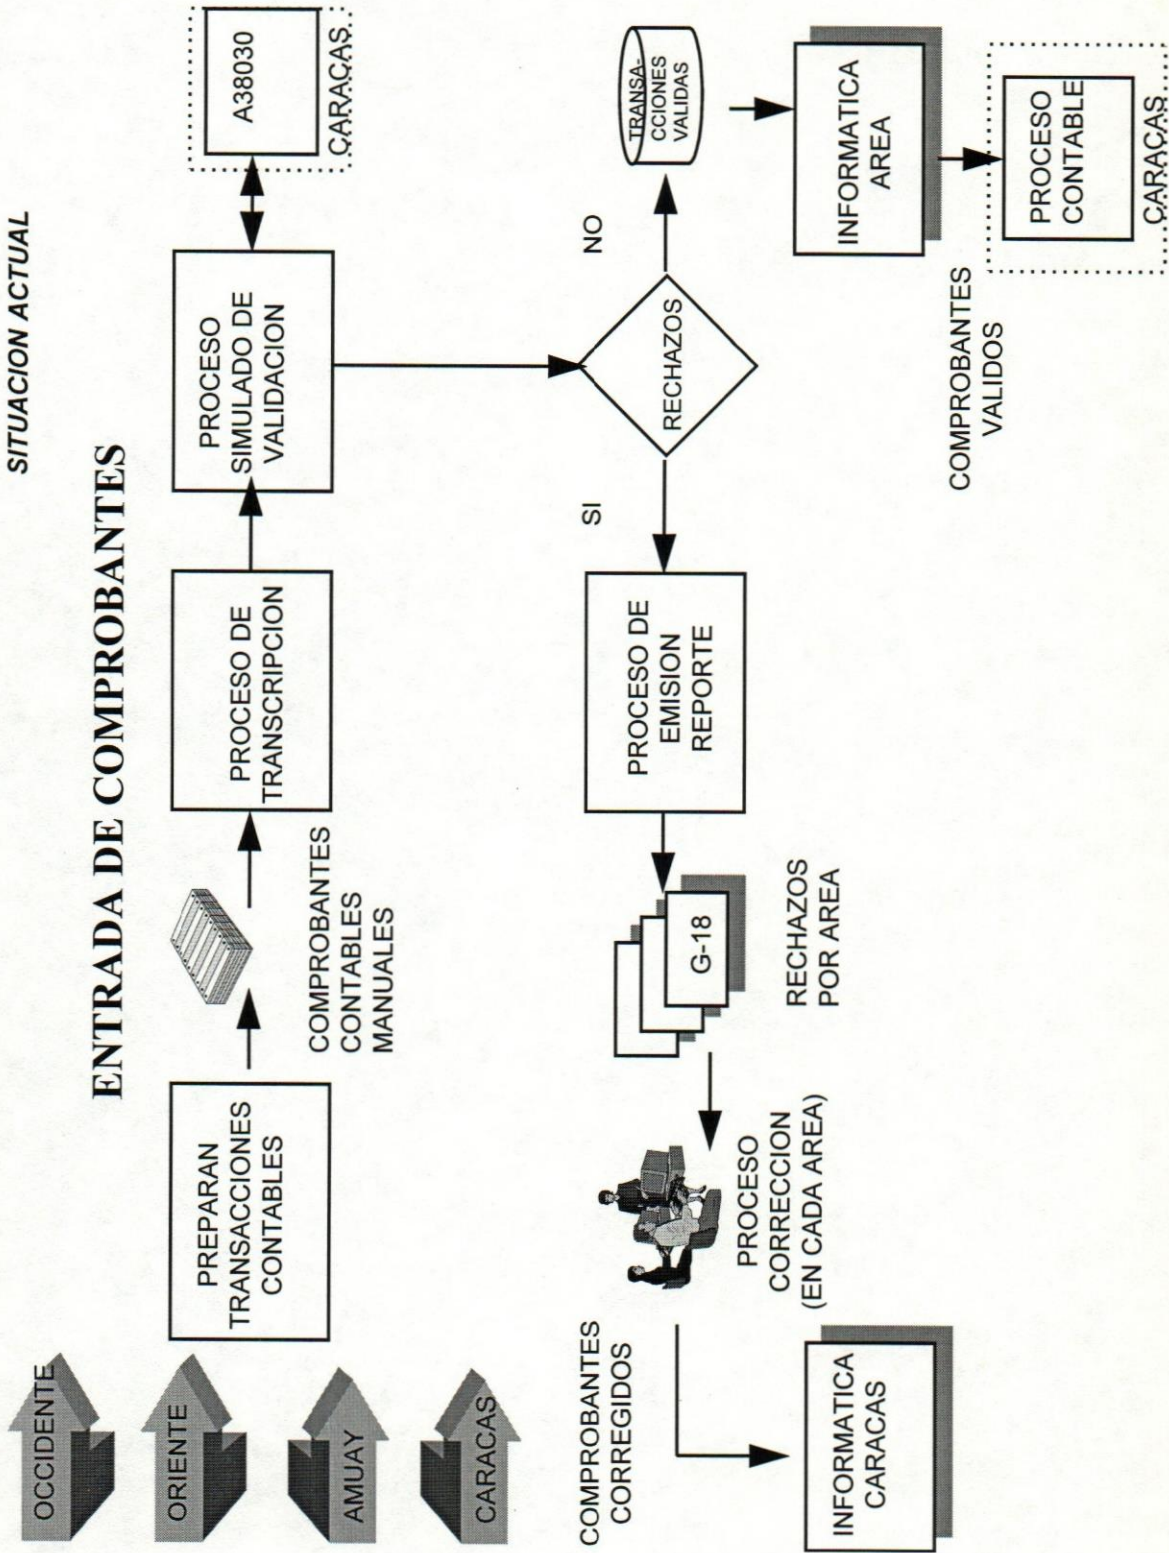 SITUACION ACTUAL
ENTRADA DE COMPROBANTES
OCCIDENTE
ORIENTE
AMUAY
CARACAS
PREPARAN
TRANSACCIONES
CONTABLES
COMPROBANTES
CONTABLES
MANUALES
PROCESO DE
TRANSCRIPCION
PROCESO
SIMULADO DE
VALIDACION
A38030
CARACAS
RECHAZOS
SI
NO
TRANSA-
CCIONES
VALIDAS
INFORMATICA
AREA
COMPROBANTES
VALIDOS
PROCESO
CONTABLE
CARACAS
PROCESO DE
EMISION
REPORTE
G-18
RECHAZOS
POR AREA
PROCESO
CORRECCION
(EN CADA AREA)
COMPROBANTES
CORREGIDOS
INFORMATICA
CARACAS